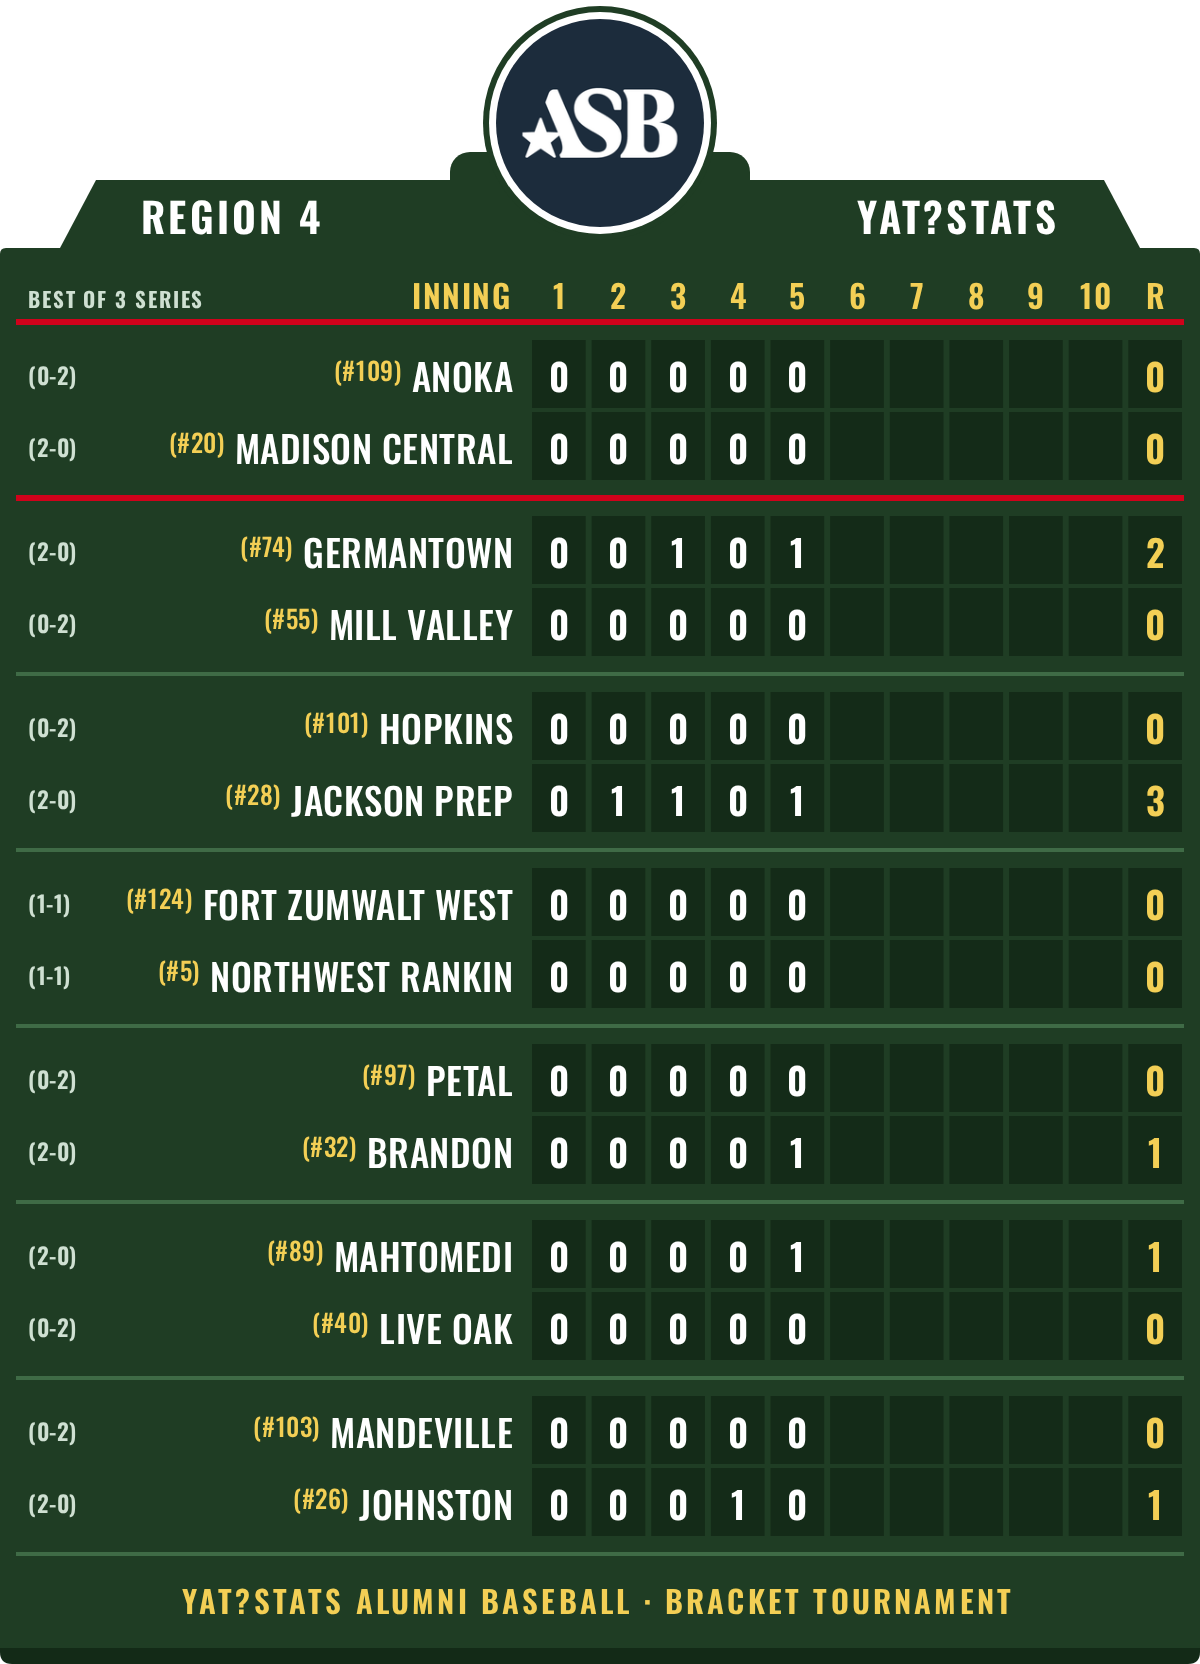 ASB
REGION 4 YAT?STATS
BEST OF 3 SERIES INNING 1 2 3 4 5 6 7 8 9 10 R
(0-2) (#109) ANOKA 0 0 0 0 0 0
(2-0) (#20) MADISON CENTRAL 0 0 0 0 0 0
(2-0) (#74) GERMANTOWN 0 0 1 0 1 2
(0-2) (#55) MILL VALLEY 0 0 0 0 0 0
(0-2) (#101) HOPKINS 0 0 0 0 0 0
(2-0) (#28) JACKSON PREP 0 1 1 0 1 3
(1-1) (#124) FORT ZUMWALT WEST 0 0 0 0 0 0
(1-1) (#5) NORTHWEST RANKIN 0 0 0 0 0 0
(0-2) (#97) PETAL 0 0 0 0 0 0
(2-0) (#32) BRANDON 0 0 0 0 1 1
(2-0) (#89) MAHTOMEDI 0 0 0 0 1 1
(0-2) (#40) LIVE OAK 0 0 0 0 0 0
(0-2) (#103) MANDEVILLE 0 0 0 0 0 0
(2-0) (#26) JOHNSTON 0 0 0 1 0 1
YAT?STATS ALUMNI BASEBALL · BRACKET TOURNAMENT